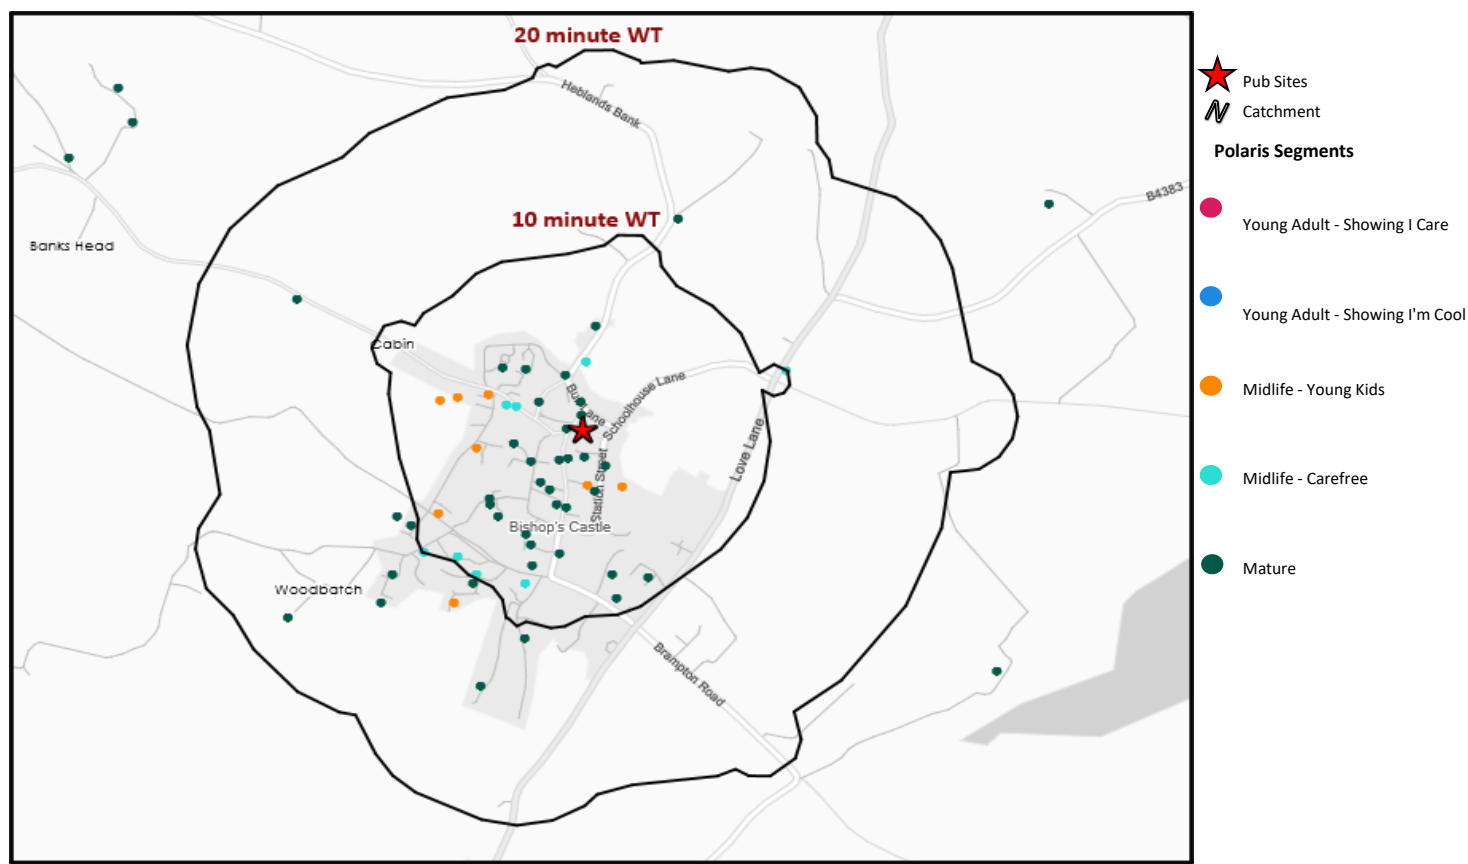 20 minute WT
Heblands Bank
10 minute WT
B4383
Banks Head
Cabin
Schoolhouse Lane
Love Lane
Station Street
Bishop's Castle
Woodbatch
Brampton Road
Pub Sites
Catchment
Polaris Segments
Young Adult - Showing I Care
Young Adult - Showing I'm Cool
Midlife - Young Kids
Midlife - Carefree
Mature